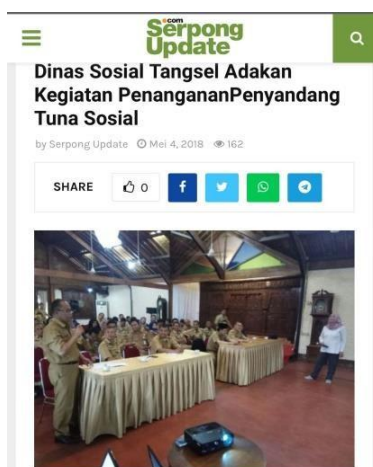 .com
Serpong
Update
Dinas Sosial Tangsel Adakan
Kegiatan PenangananPenyandang
Tuna Sosial
by Serpong Update Mei 4, 2018 162
SHARE 0